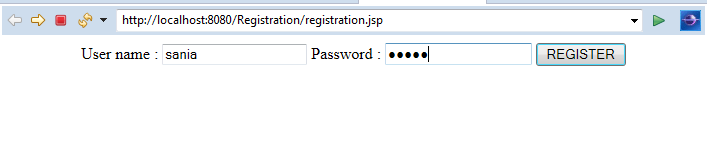 http://localhost:8080/Registration/registration.jsp
User name : sania Password : ●●●●● REGISTER